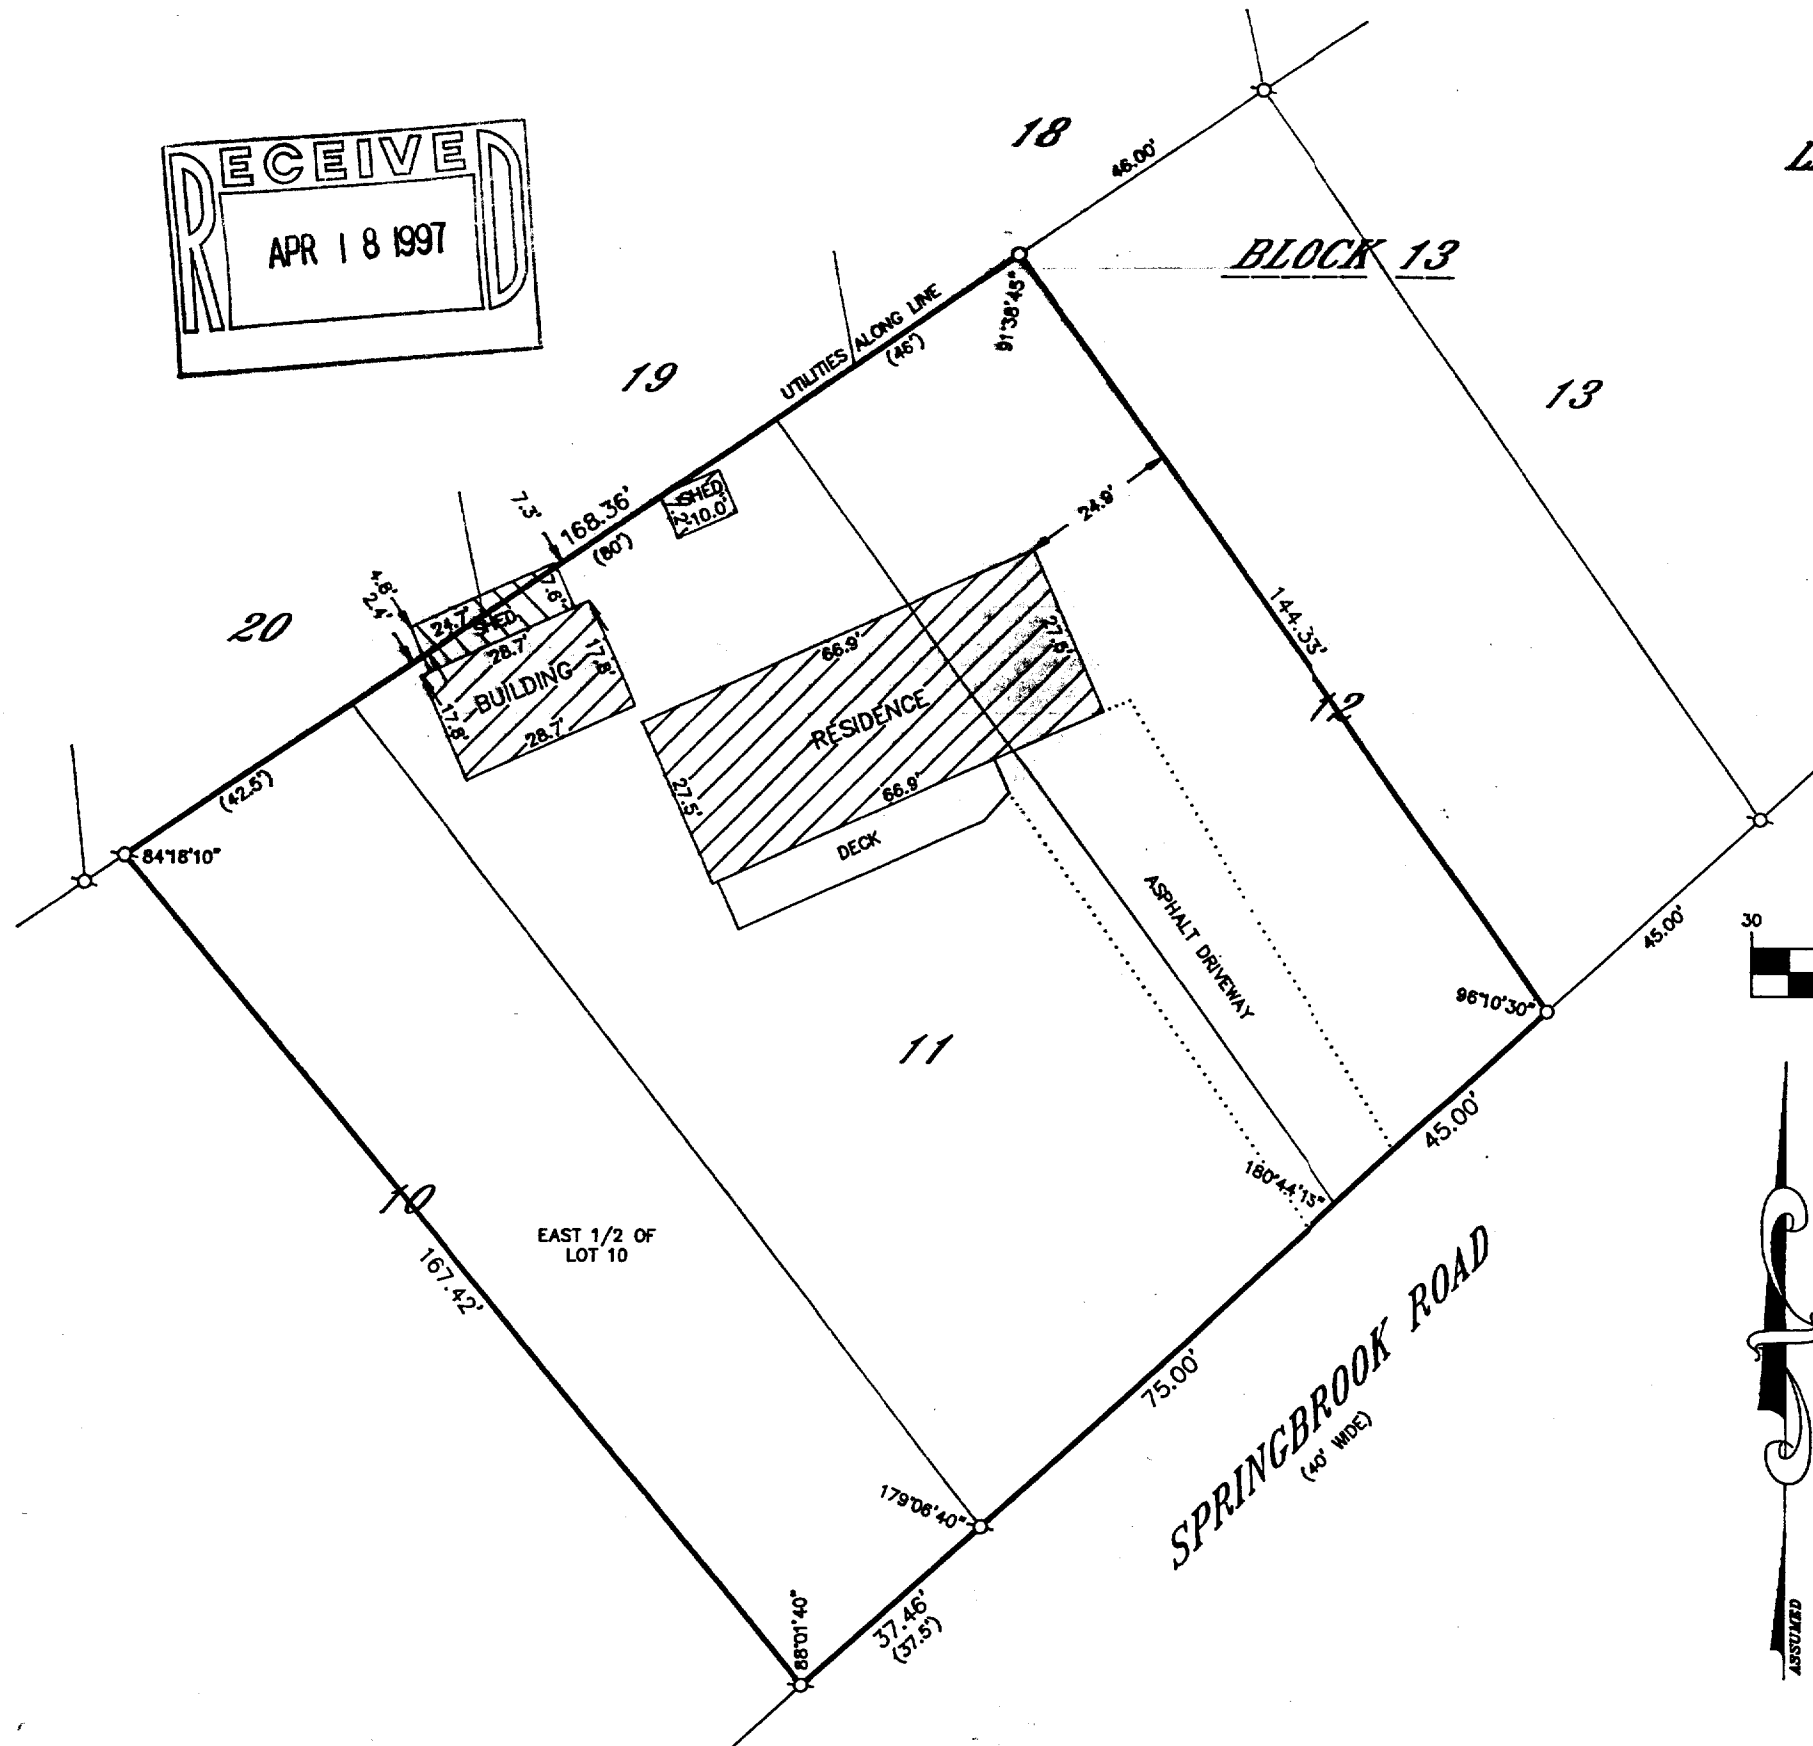 RECEIVED
APR 18 1997
18
46.00'
BLOCK 13
UTILITIES ALONG LINE
(46')
91°38'45"
19
13
7.3'
168.36'
(80')
SHED
10.0'
24.9'
4.8'
2.4'
20
24.7'
SHED
7.6'
28.7'
BUILDING
17.8'
17.8'
28.7'
66.9'
27.5'
RESIDENCE
144.33'
12
27.5'
66.9'
DECK
(42.5')
84°18'10"
ASPHALT DRIVEWAY
45.00'
30
96°10'30"
11
45.00'
180°44'15"
10
EAST 1/2 OF
LOT 10
167.42'
75.00'
SPRINGBROOK ROAD
(40' WIDE)
179°06'40"
88°01'40"
37.46'
(37.5')
ASSUMED